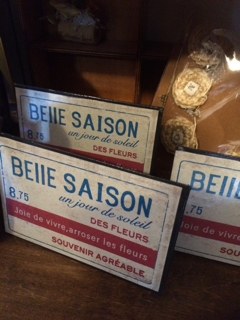 BEllE SAISON
8.75
un jour de soleil
DES FLEURS
BEllE SAISON
8.75
un jour de soleil
DES FLEURS
Joie de vivre,arroser les fleurs
SOUVENIR AGRÉABLE.
BEllE
8.75
Joie de